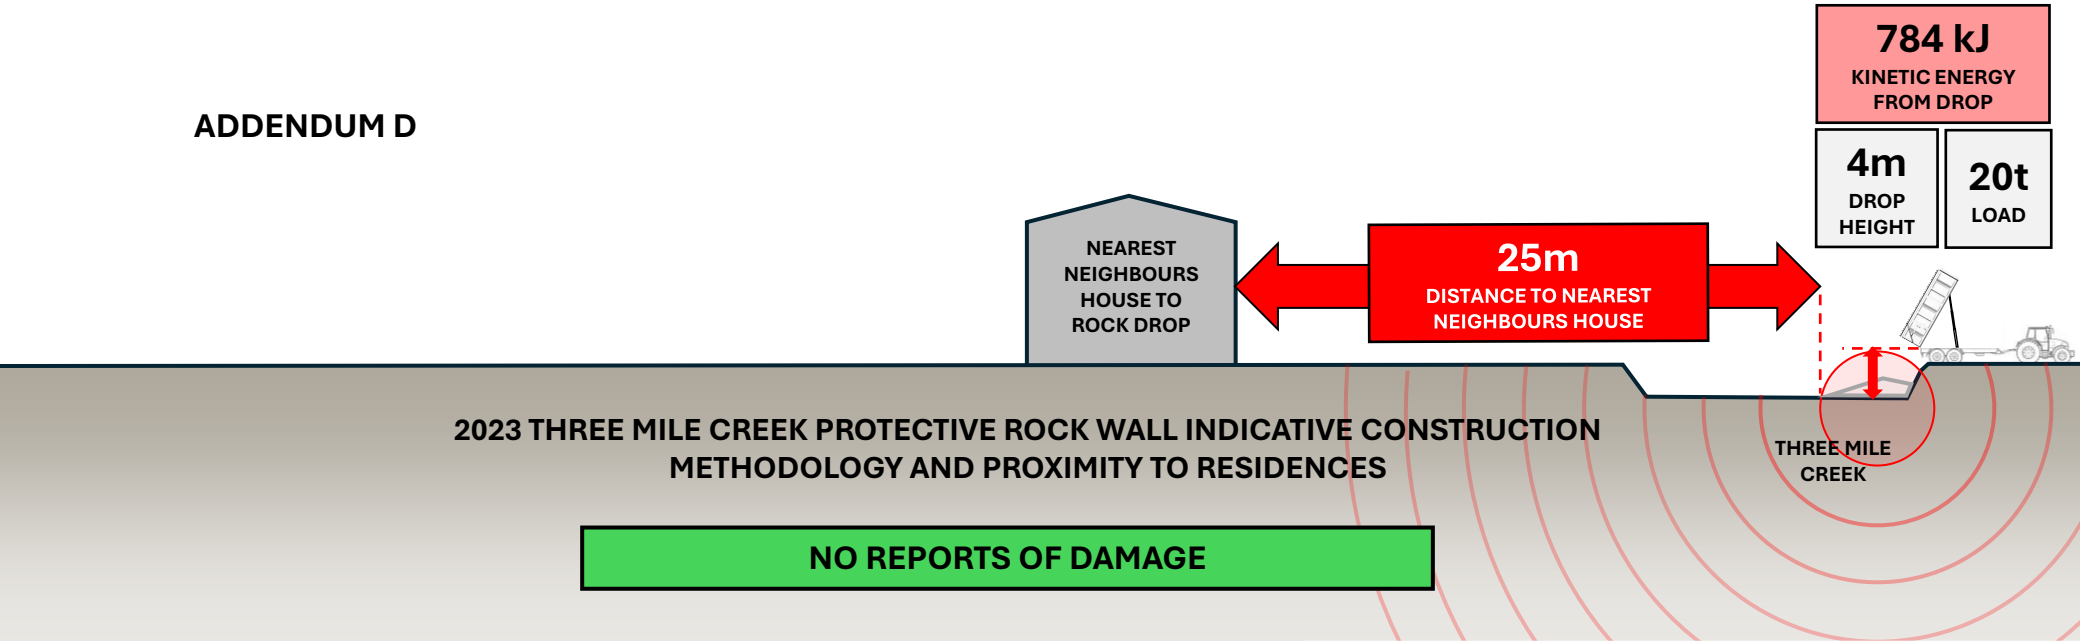 ADDENDUM D
784 kJ
KINETIC ENERGY
FROM DROP
4m
DROP
HEIGHT
20t
LOAD
NEAREST
NEIGHBOURS
HOUSE TO
ROCK DROP
25m
DISTANCE TO NEAREST
NEIGHBOURS HOUSE
2023 THREE MILE CREEK PROTECTIVE ROCK WALL INDICATIVE CONSTRUCTION
METHODOLOGY AND PROXIMITY TO RESIDENCES
THREE MILE
CREEK
NO REPORTS OF DAMAGE